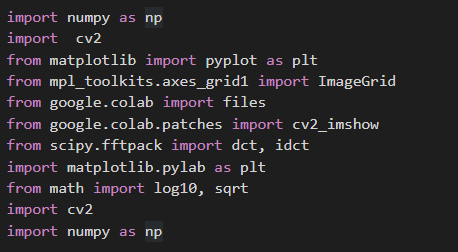 import numpy as np
import  cv2
from matplotlib import pyplot as plt
from mpl_toolkits.axes_grid1 import ImageGrid
from google.colab import files
from google.colab.patches import cv2_imshow
from scipy.fftpack import dct, idct
import matplotlib.pylab as plt
from math import log10, sqrt
import cv2
import numpy as np